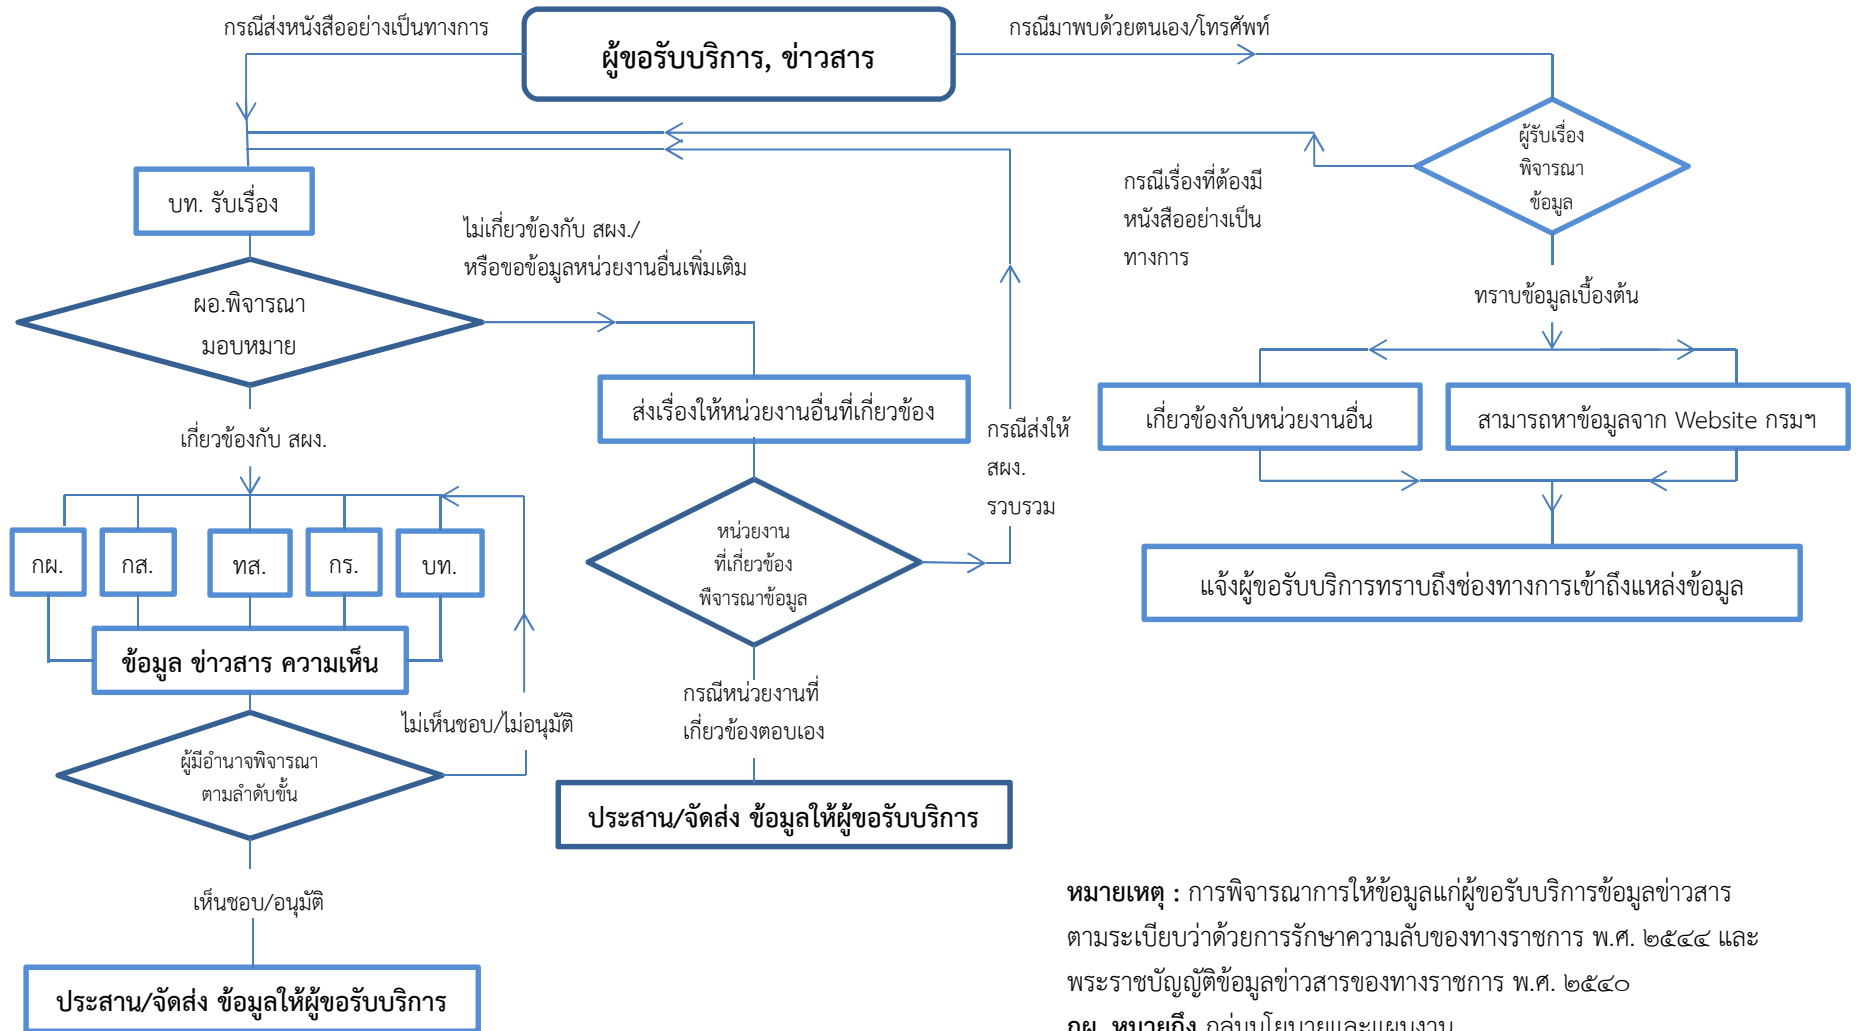 กรณีส่งหนังสืออย่างเป็นทางการ
ผู้ขอรับบริการ, ข่าวสาร
กรณีมาพบด้วยตนเอง/โทรศัพท์
ผู้รับเรื่อง
พิจารณา
ข้อมูล
กรณีเรื่องที่ต้องมี
หนังสืออย่างเป็น
ทางการ
บท. รับเรื่อง
ไม่เกี่ยวข้องกับ สผง./
หรือขอข้อมูลหน่วยงานอื่นเพิ่มเติม
ผอ.พิจารณา
มอบหมาย
ทราบข้อมูลเบื้องต้น
ส่งเรื่องให้หน่วยงานอื่นที่เกี่ยวข้อง
เกี่ยวข้องกับหน่วยงานอื่น
สามารถหาข้อมูลจาก Website กรมฯ
เกี่ยวข้องกับ สผง.
กรณีส่งให้
สผง.
รวบรวม
กผ.
กส.
ทส.
กร.
บท.
หน่วยงาน
ที่เกี่ยวข้อง
พืจารณาข้อมูล
แจ้งผู้ขอรับบริการทราบถึงช่องทางการเข้าถึงแหล่งข้อมูล
ข้อมูล ข่าวสาร ความเห็น
กรณีหน่วยงานที่
เกี่ยวข้องตอบเอง
ไม่เห็นชอบ/ไม่อนุมัติ
ผู้มีอำนาจพิจารณา
ตามลำดับขั้น
ประสาน/จัดส่ง ข้อมูลให้ผู้ขอรับบริการ
เห็นชอบ/อนุมัติ
ประสาน/จัดส่ง ข้อมูลให้ผู้ขอรับบริการ
หมายเหตุ : การพิจารณาการให้ข้อมูลแก่ผู้ขอรับบริการข้อมูลข่าวสาร
ตามระเบียบว่าด้วยการรักษาความลับของทางราชการ พ.ศ. ๒๕๔๔ และ
พระราชบัญญัติข้อมูลข่าวสารของทางราชการ พ.ศ. ๒๕๔๐
กผ. หมายถึง กลุ่มนโยบายและแผนงาน